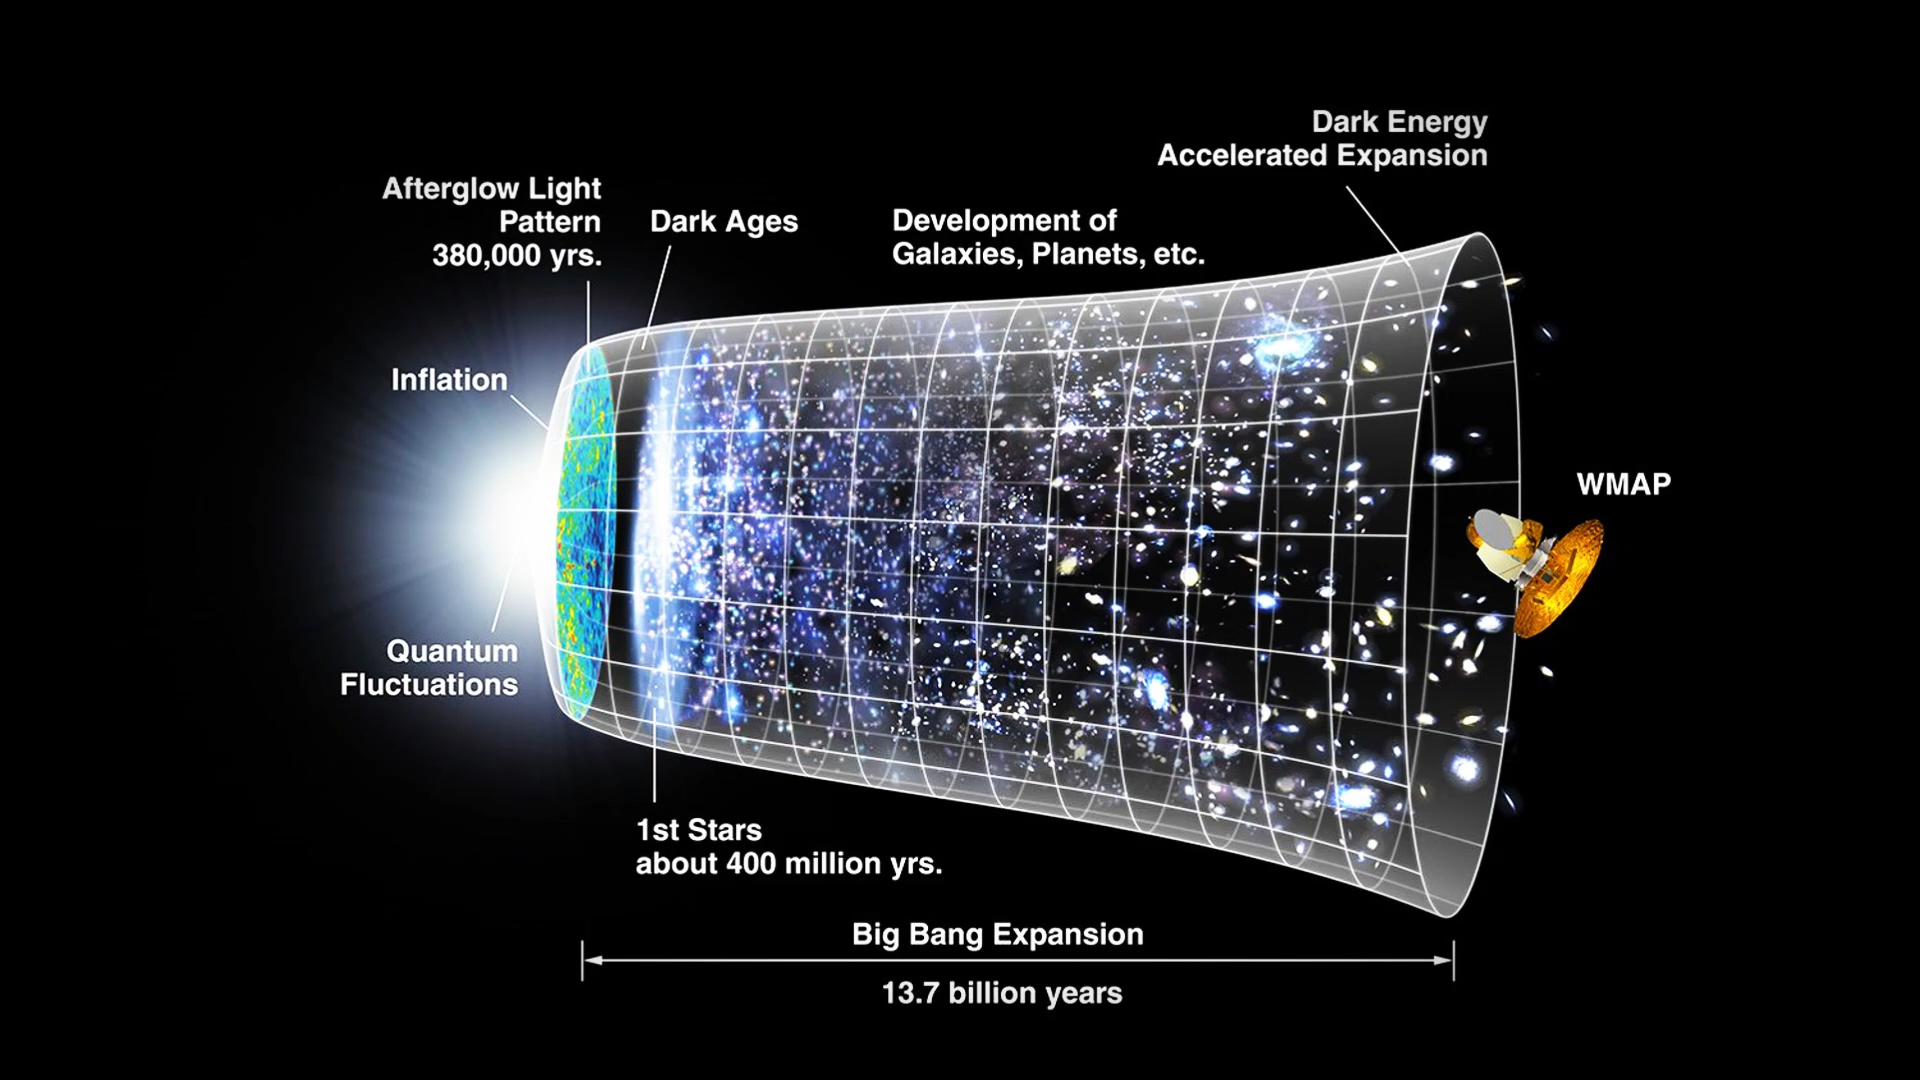 Dark Energy
Accelerated Expansion
Afterglow Light
Pattern
380,000 yrs.
Dark Ages
Development of
Galaxies, Planets, etc.
Inflation
WMAP
Quantum
Fluctuations
1st Stars
about 400 million yrs.
Big Bang Expansion
13.7 billion years